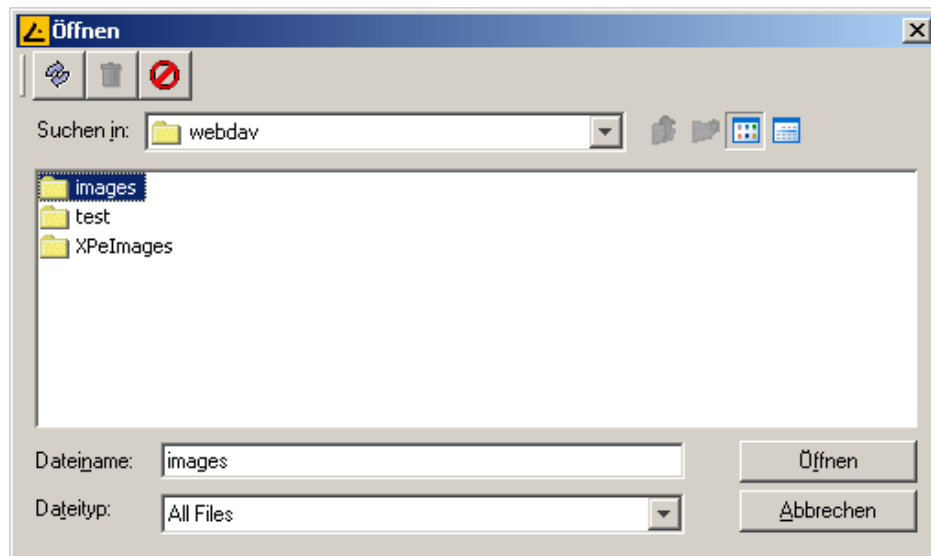 Öffnen
Suchen in: webdav
images
test
XPeImages
Dateiname: images Öffnen
Dateityp: All Files Abbrechen